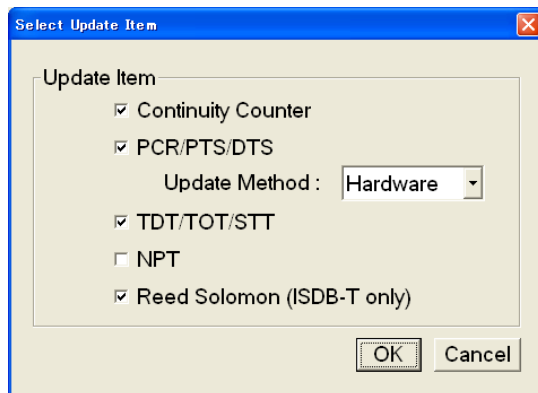 Select Update Item
Update Item
Continuity Counter
PCR/PTS/DTS
Update Method : Hardware
TDT/TOT/STT
NPT
Reed Solomon (ISDB-T only)
OK Cancel